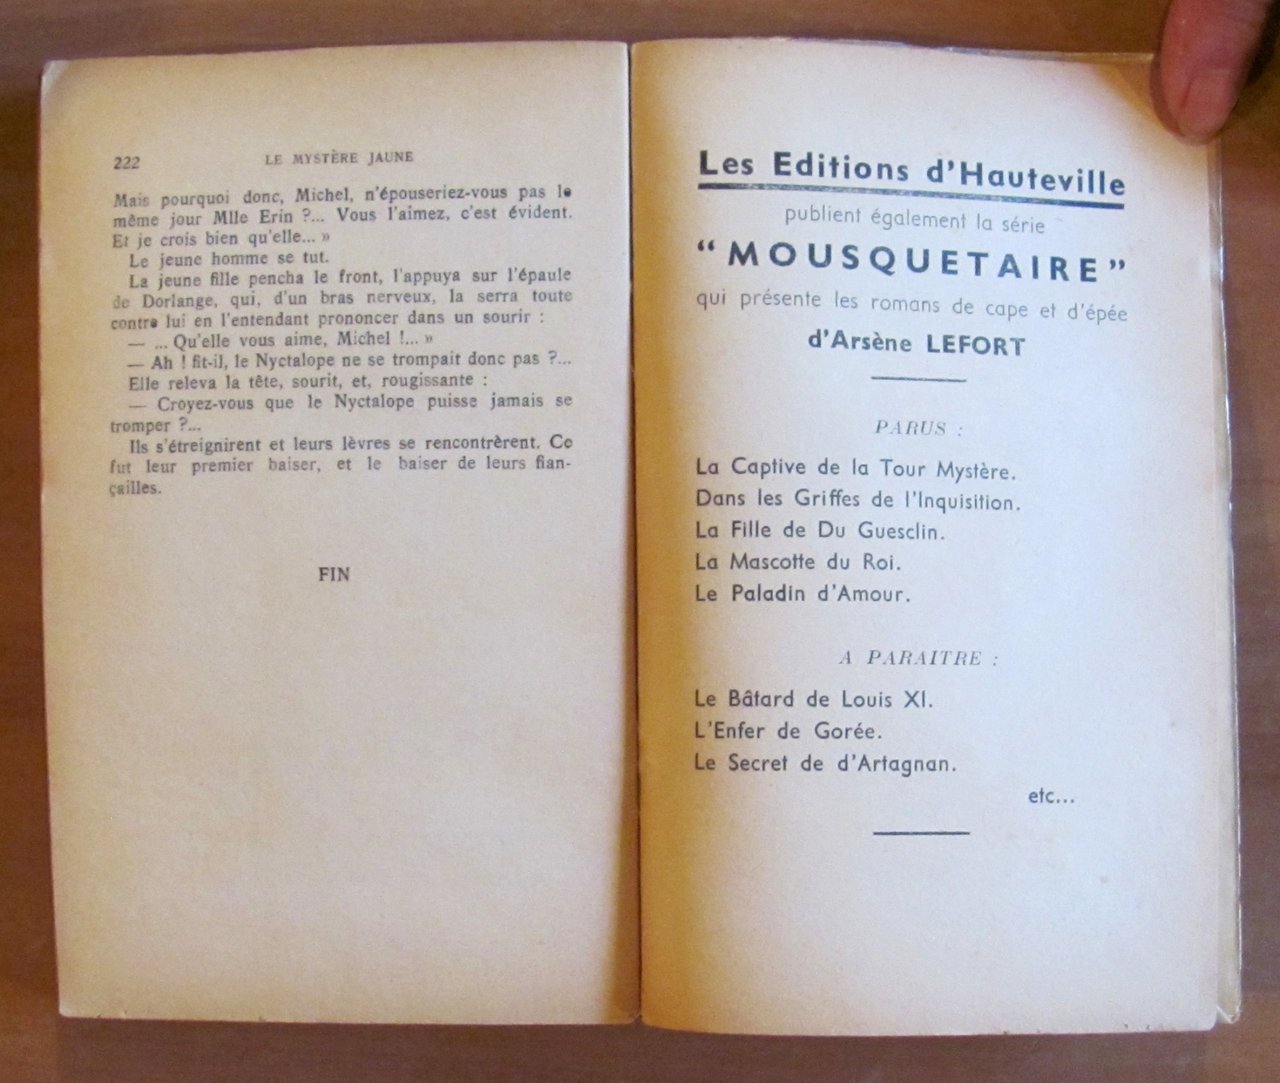 222
LE MYSTÈRE JAUNE
Mais pourquoi donc, Michel, n'épouseriez-vous pas le
même jour Mlle Erin ?... Vous l'aimez, c'est évident.
Et je crois bien qu'elle... »
Le jeune homme se tut.
La jeune fille pencha le front, l'appuya sur l'épaule
de Dorlange, qui, d'un bras nerveux, la serra toute
contre lui en l'entendant prononcer dans un sourir :
— ... Qu'elle vous aime, Michel !... »
— Ah ! fit-il, le Nyctalope ne se trompait donc pas ?...
Elle releva la tête, sourit, et, rougissante :
— Croyez-vous que le Nyctalope puisse jamais se
tromper ?...
Ils s'étreignirent et leurs lèvres se rencontrèrent. Ce
fut leur premier baiser, et le baiser de leurs fian-
çailles.
FIN
Les Editions d'Hauteville
publient également la série
“ MOUSQUETAIRE ”
qui présente les romans de cape et d'épée
d'Arsène LEFORT
PARUS :
La Captive de la Tour Mystère.
Dans les Griffes de l'Inquisition.
La Fille de Du Guesclin.
La Mascotte du Roi.
Le Paladin d'Amour.
A PARAITRE :
Le Bâtard de Louis XI.
L'Enfer de Gorée.
Le Secret de d'Artagnan.
etc...